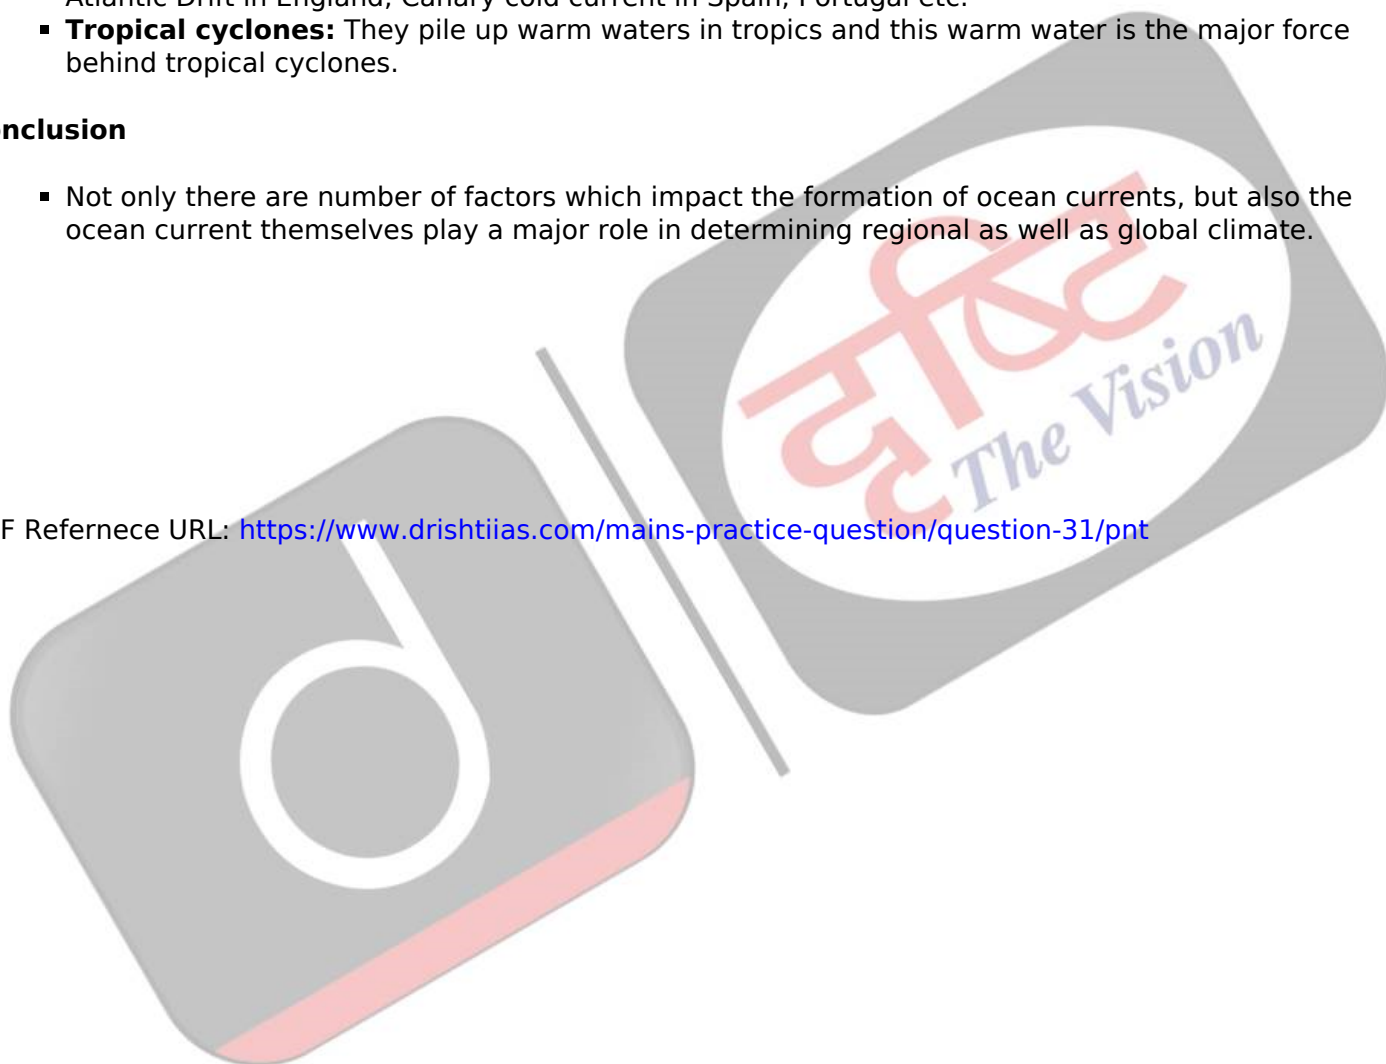 Atlantic Drift in England, Canary cold current in Spain, Portugal etc.
▪ Tropical cyclones: They pile up warm waters in tropics and this warm water is the major force
behind tropical cyclones.
nclusion
▪ Not only there are number of factors which impact the formation of ocean currents, but also the
ocean current themselves play a major role in determining regional as well as global climate.
दृष्टि
The Vision
F Refernece URL: https://www.drishtiias.com/mains-practice-question/question-31/pnt
d